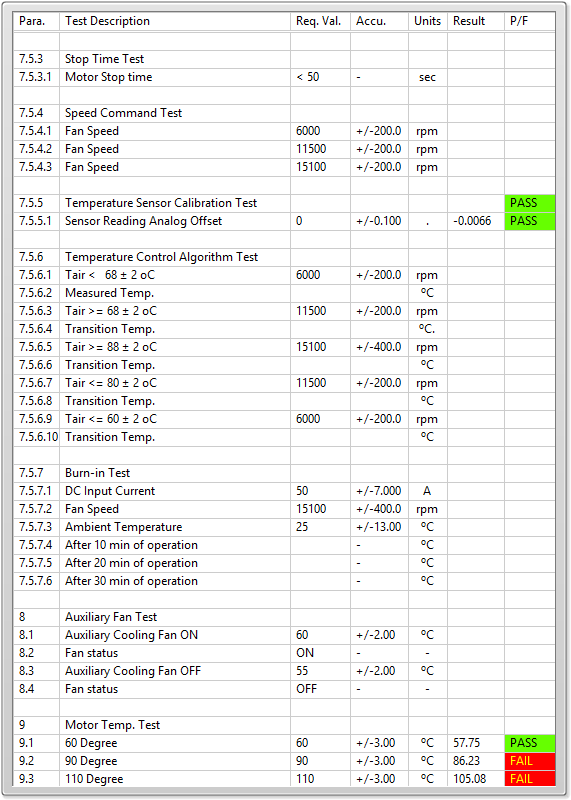 Para. Test Description Req. Val. Accu. Units Result P/F
7.5.3 Stop Time Test
7.5.3.1 Motor Stop time < 50 - sec
7.5.4 Speed Command Test
7.5.4.1 Fan Speed 6000 +/-200.0 rpm
7.5.4.2 Fan Speed 11500 +/-200.0 rpm
7.5.4.3 Fan Speed 15100 +/-200.0 rpm
7.5.5 Temperature Sensor Calibration Test PASS
7.5.5.1 Sensor Reading Analog Offset 0 +/-0.100 . -0.0066 PASS
7.5.6 Temperature Control Algorithm Test
7.5.6.1 Tair < 68 ± 2 oC 6000 +/-200.0 rpm
7.5.6.2 Measured Temp. ºC
7.5.6.3 Tair >= 68 ± 2 oC 11500 +/-200.0 rpm
7.5.6.4 Transition Temp. ºC.
7.5.6.5 Tair >= 88 ± 2 oC 15100 +/-400.0 rpm
7.5.6.6 Transition Temp. ºC
7.5.6.7 Tair <= 80 ± 2 oC 11500 +/-200.0 rpm
7.5.6.8 Transition Temp. ºC
7.5.6.9 Tair <= 60 ± 2 oC 6000 +/-200.0 rpm
7.5.6.10 Transition Temp. ºC
7.5.7 Burn-in Test
7.5.7.1 DC Input Current 50 +/-7.000 A
7.5.7.2 Fan Speed 15100 +/-400.0 rpm
7.5.7.3 Ambient Temperature 25 +/-13.00 ºC
7.5.7.4 After 10 min of operation - ºC
7.5.7.5 After 20 min of operation - ºC
7.5.7.6 After 30 min of operation - ºC
8 Auxiliary Fan Test
8.1 Auxiliary Cooling Fan ON 60 +/-2.00 ºC
8.2 Fan status ON - -
8.3 Auxiliary Cooling Fan OFF 55 +/-2.00 ºC
8.4 Fan status OFF - -
9 Motor Temp. Test
9.1 60 Degree 60 +/-3.00 ºC 57.75 PASS
9.2 90 Degree 90 +/-3.00 ºC 86.23 FAIL
9.3 110 Degree 110 +/-3.00 ºC 105.08 FAIL